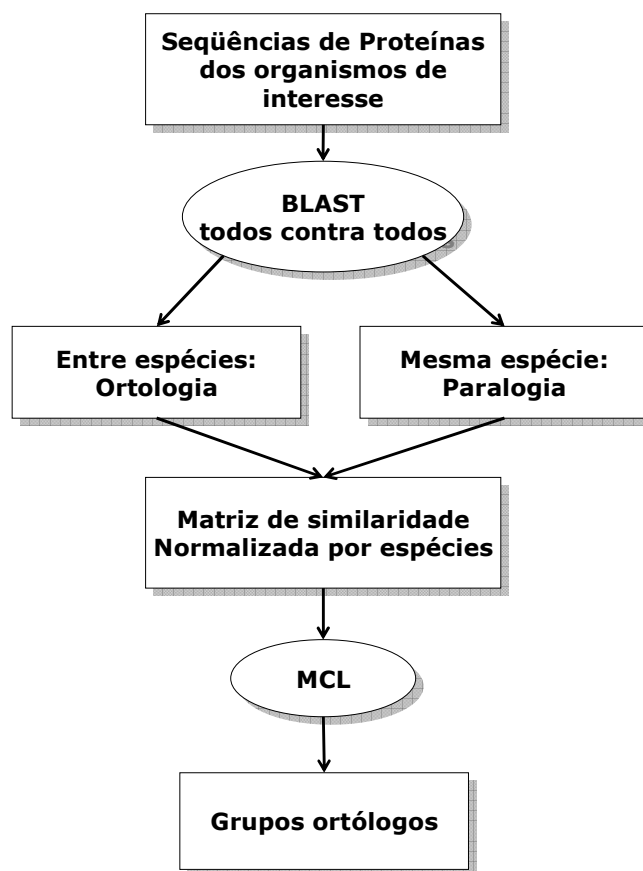 Seqüências de Proteínas
dos organismos de
interesse
BLAST
todos contra todos
Entre espécies:
Ortologia
Mesma espécie:
Paralogia
Matriz de similaridade
Normalizada por espécies
MCL
Grupos ortólogos